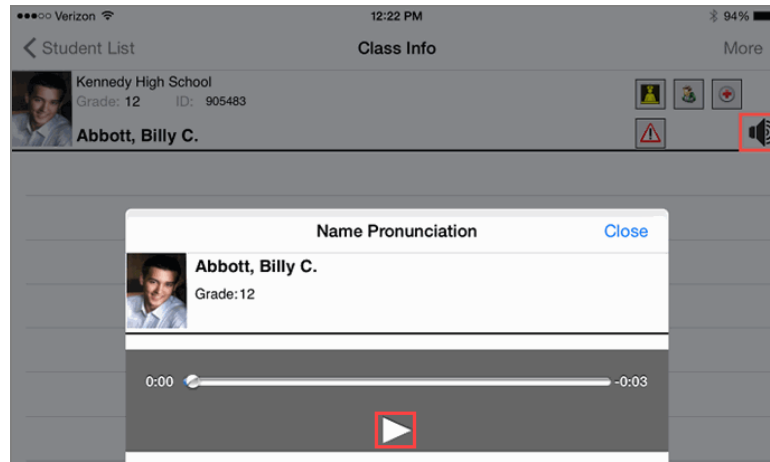 Verizon 12:22 PM 94%
Student List Class Info More
Kennedy High School
Grade: 12 ID: 905483
Abbott, Billy C.
Name Pronunciation Close
Abbott, Billy C.
Grade:12
0:00 -0:03